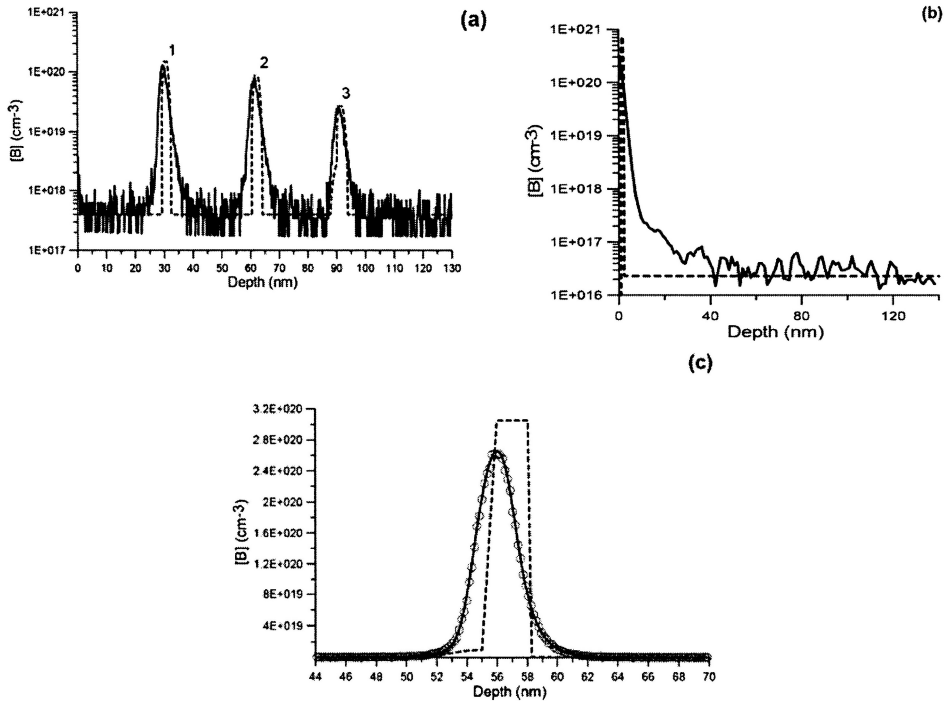 (a)
1E+021
1E+020
1E+019
1E+018
1E+017
[B] (cm-3)
1
2
3
0 10 20 30 40 50 60 70 80 90 100 110 120 130
Depth (nm)
(b)
1E+021
1E+020
1E+019
1E+018
1E+017
1E+016
[B] (cm-3)
0 40 80 120
Depth (nm)
(c)
3.2E+020
2.8E+020
2.4E+020
2E+020
1.6E+020
1.2E+020
8E+019
4E+019
[B] (cm-3)
44 46 48 50 52 54 56 58 60 62 64 66 68 70
Depth (nm)